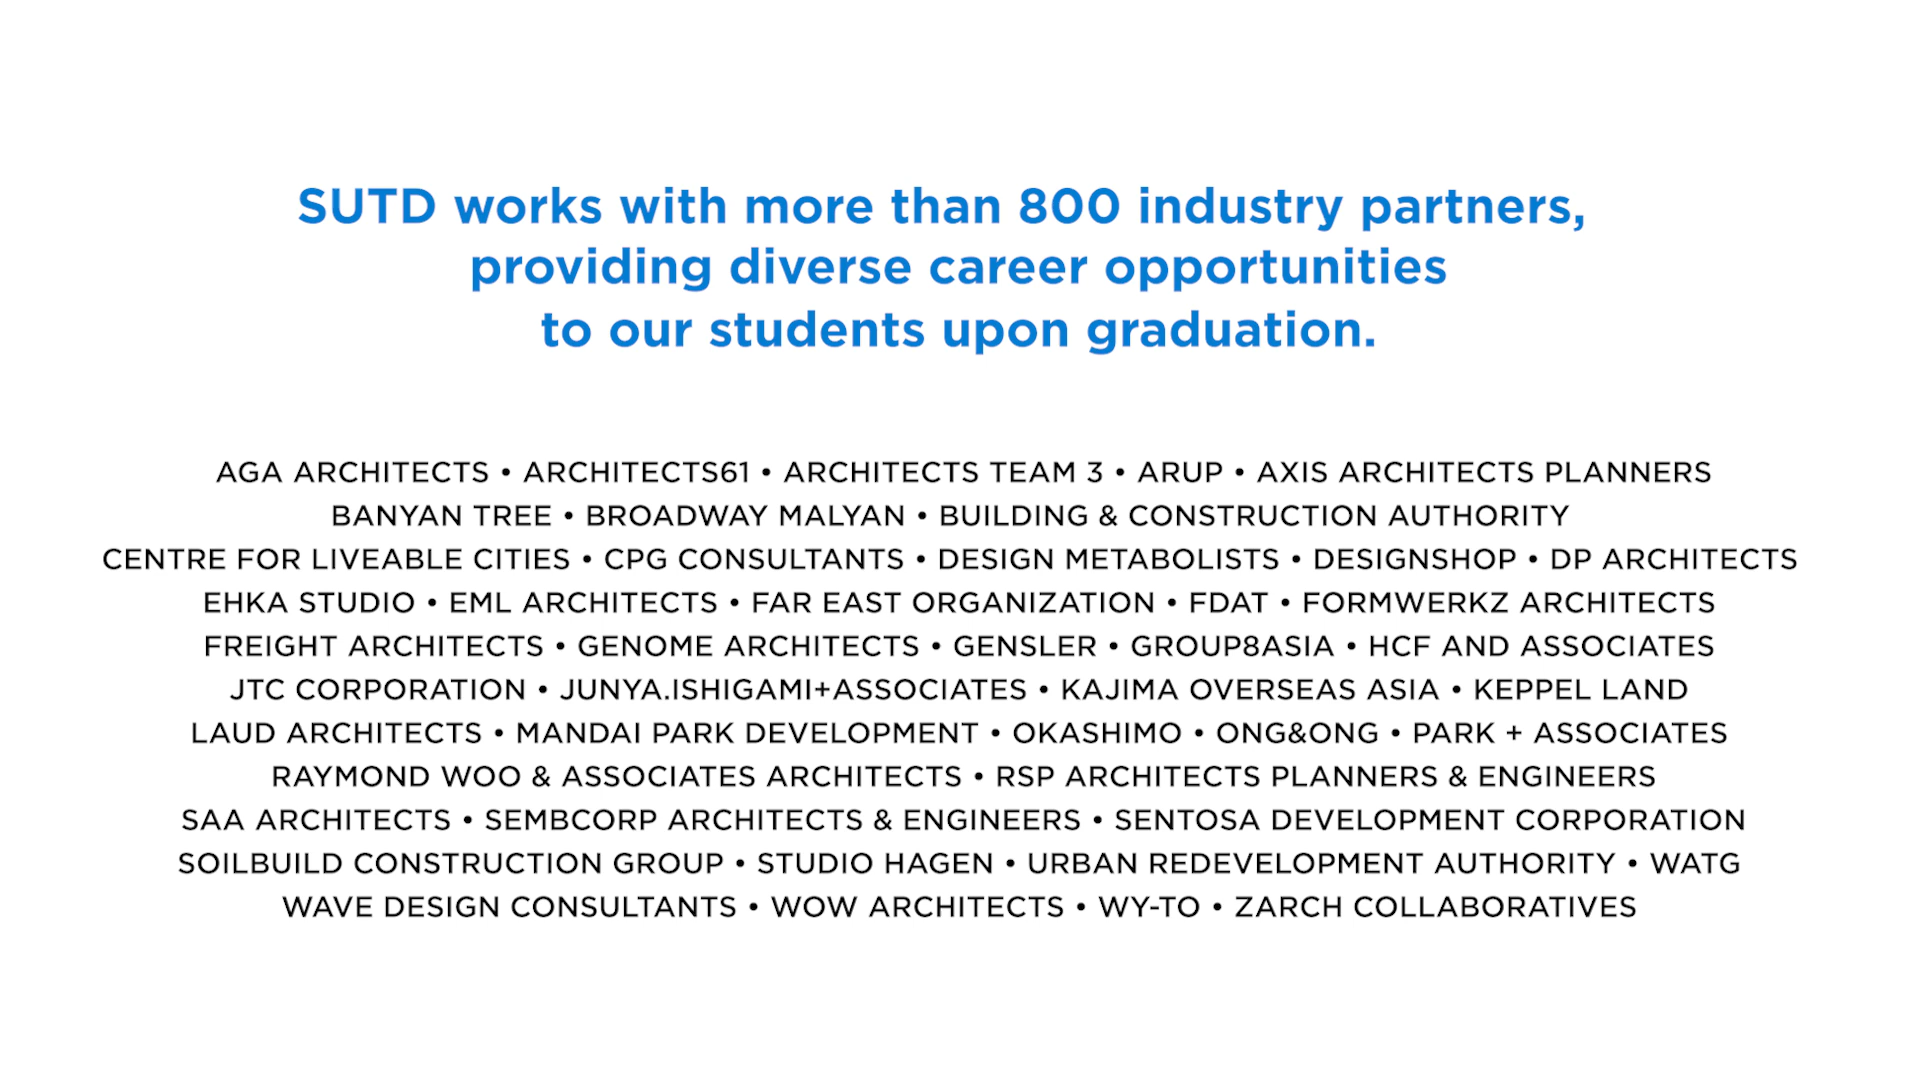 SUTD works with more than 800 industry partners,
providing diverse career opportunities
to our students upon graduation.
AGA ARCHITECTS • ARCHITECTS61 • ARCHITECTS TEAM 3 • ARUP • AXIS ARCHITECTS PLANNERS
BANYAN TREE • BROADWAY MALYAN • BUILDING & CONSTRUCTION AUTHORITY
CENTRE FOR LIVEABLE CITIES • CPG CONSULTANTS • DESIGN METABOLISTS • DESIGNSHOP • DP ARCHITECTS
EHKA STUDIO • EML ARCHITECTS • FAR EAST ORGANIZATION • FDAT • FORMWERKZ ARCHITECTS
FREIGHT ARCHITECTS • GENOME ARCHITECTS • GENSLER • GROUP8ASIA • HCF AND ASSOCIATES
JTC CORPORATION • JUNYA.ISHIGAMI+ASSOCIATES • KAJIMA OVERSEAS ASIA • KEPPEL LAND
LAUD ARCHITECTS • MANDAI PARK DEVELOPMENT • OKASHIMO • ONG&ONG • PARK + ASSOCIATES
RAYMOND WOO & ASSOCIATES ARCHITECTS • RSP ARCHITECTS PLANNERS & ENGINEERS
SAA ARCHITECTS • SEMBCORP ARCHITECTS & ENGINEERS • SENTOSA DEVELOPMENT CORPORATION
SOILBUILD CONSTRUCTION GROUP • STUDIO HAGEN • URBAN REDEVELOPMENT AUTHORITY • WATG
WAVE DESIGN CONSULTANTS • WOW ARCHITECTS • WY-TO • ZARCH COLLABORATIVES